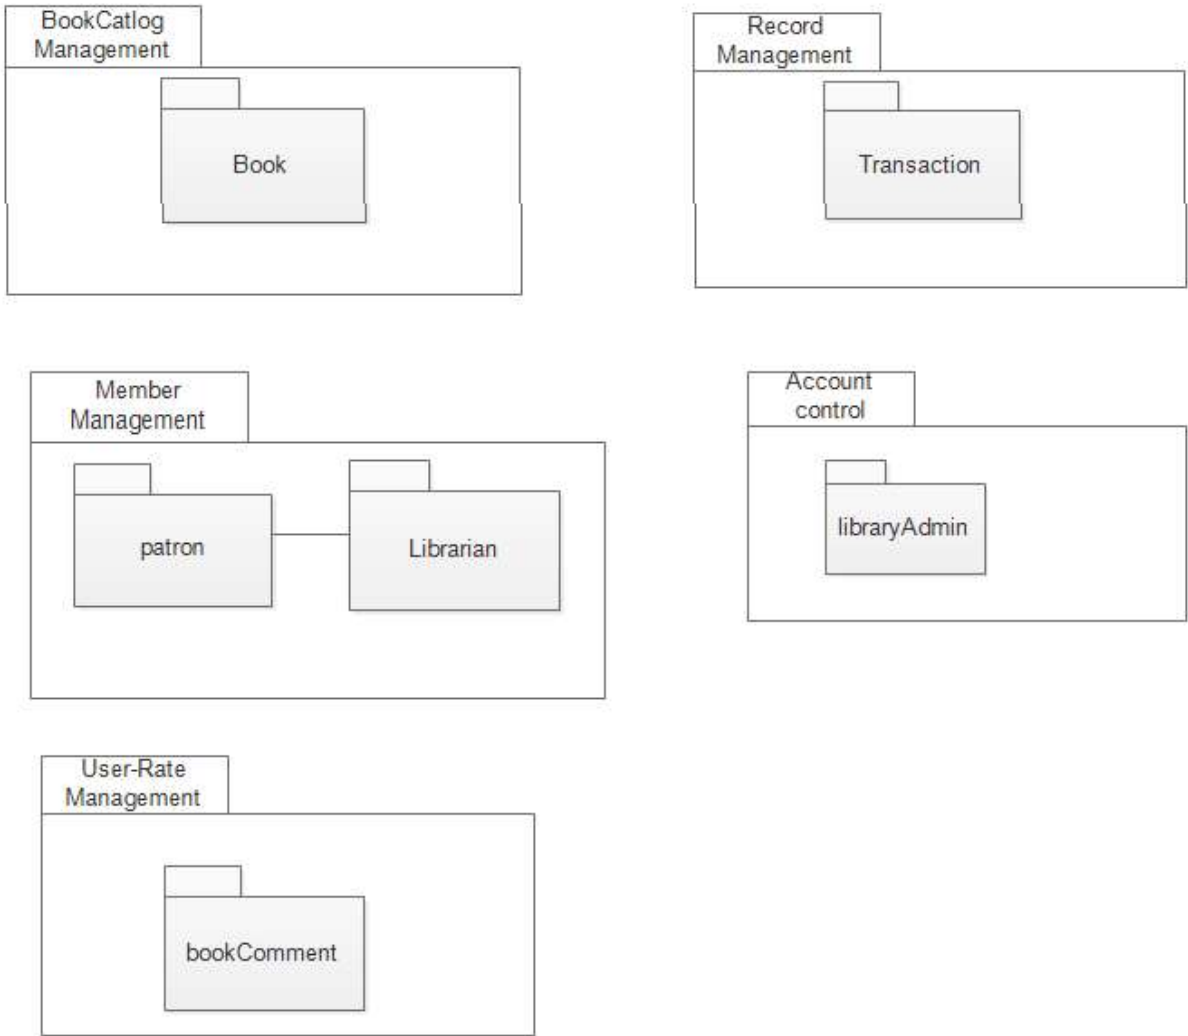 BookCatlog
Management
Book
Record
Management
Transaction
Member
Management
patron
Librarian
Account
control
libraryAdmin
User-Rate
Management
bookComment